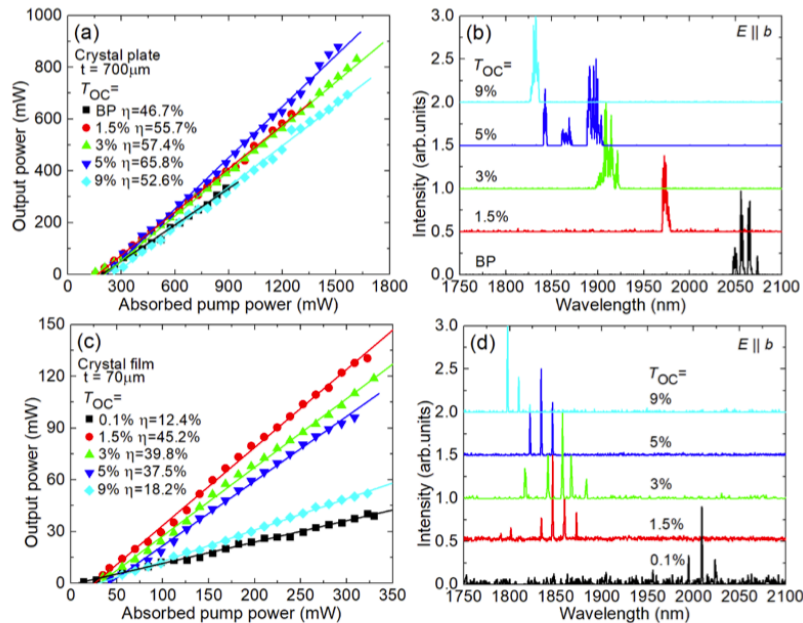 (a)
Crystal plate
t = 700μm
T_OC=
BP η=46.7%
1.5% η=55.7%
3% η=57.4%
5% η=65.8%
9% η=52.6%
Output power (mW)
1000
800
600
400
200
0
0 300 600 900 1200 1500 1800
Absorbed pump power (mW)
(b)
E || b
T_OC=
9%
5%
3%
1.5%
BP
Intensity (arb.units)
3.0
2.5
2.0
1.5
1.0
0.5
0.0
1750 1800 1850 1900 1950 2000 2050 2100
Wavelength (nm)
(c)
Crystal film
t = 70μm
T_OC=
0.1% η=12.4%
1.5% η=45.2%
3% η=39.8%
5% η=37.5%
9% η=18.2%
Output power (mW)
150
120
90
60
30
0
0 50 100 150 200 250 300 350
Absorbed pump power (mW)
(d)
E || b
T_OC=
9%
5%
3%
1.5%
0.1%
Intensity (arb.units)
3.0
2.5
2.0
1.5
1.0
0.5
0.0
1750 1800 1850 1900 1950 2000 2050 2100
Wavelength (nm)